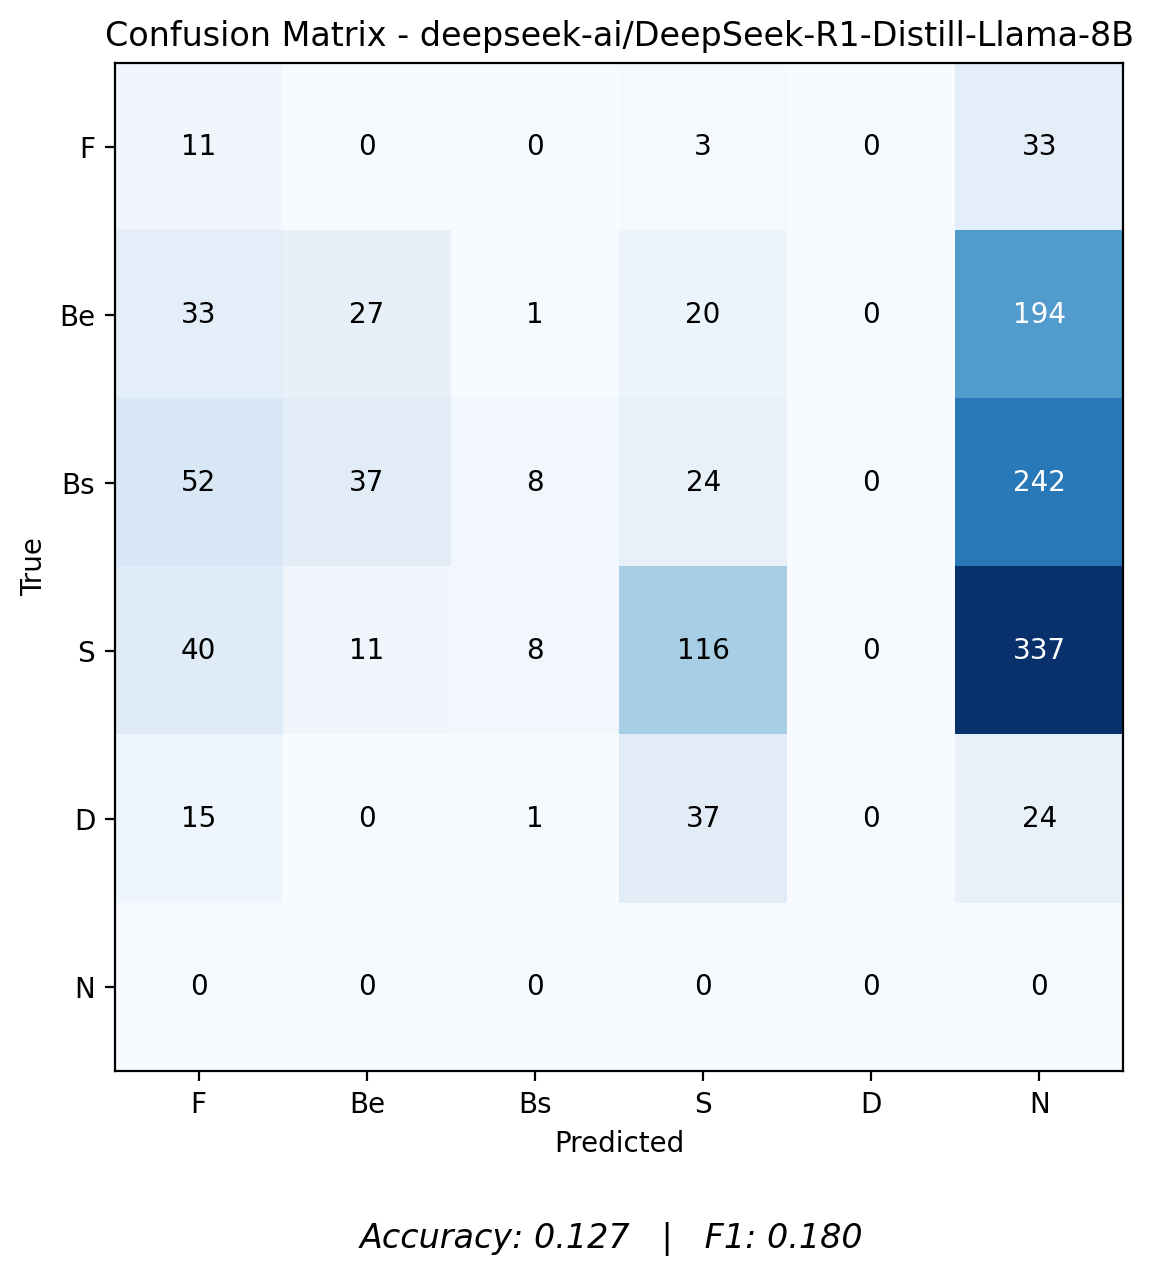 Confusion Matrix - deepseek-ai/DeepSeek-R1-Distill-Llama-8B
F 11 0 0 3 0 33
Be 33 27 1 20 0 194
Bs 52 37 8 24 0 242
True
S 40 11 8 116 0 337
D 15 0 1 37 0 24
N 0 0 0 0 0 0
F Be Bs S D N
Predicted
Accuracy: 0.127 | F1: 0.180